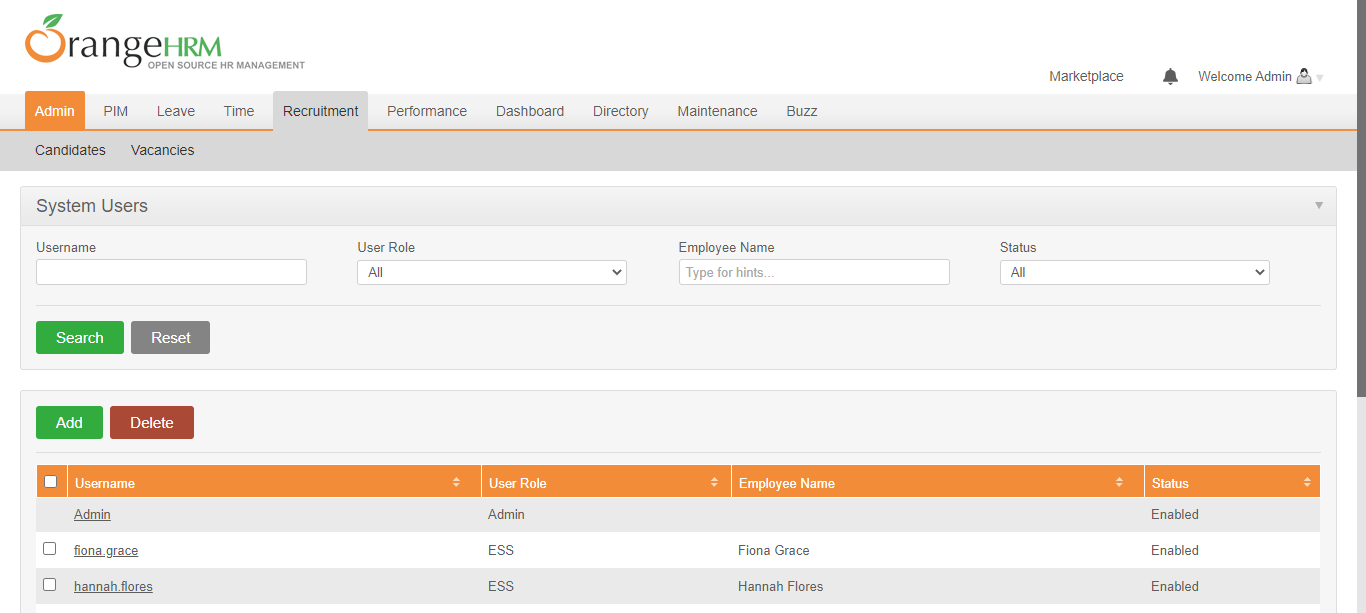 OrangeHRM
OPEN SOURCE HR MANAGEMENT
Marketplace Welcome Admin
Admin PIM Leave Time Recruitment Performance Dashboard Directory Maintenance Buzz
Candidates Vacancies
System Users
Username User Role Employee Name Status
All Type for hints... All
Search Reset
Add Delete
Username User Role Employee Name Status
Admin Admin Enabled
fiona.grace ESS Fiona Grace Enabled
hannah.flores ESS Hannah Flores Enabled